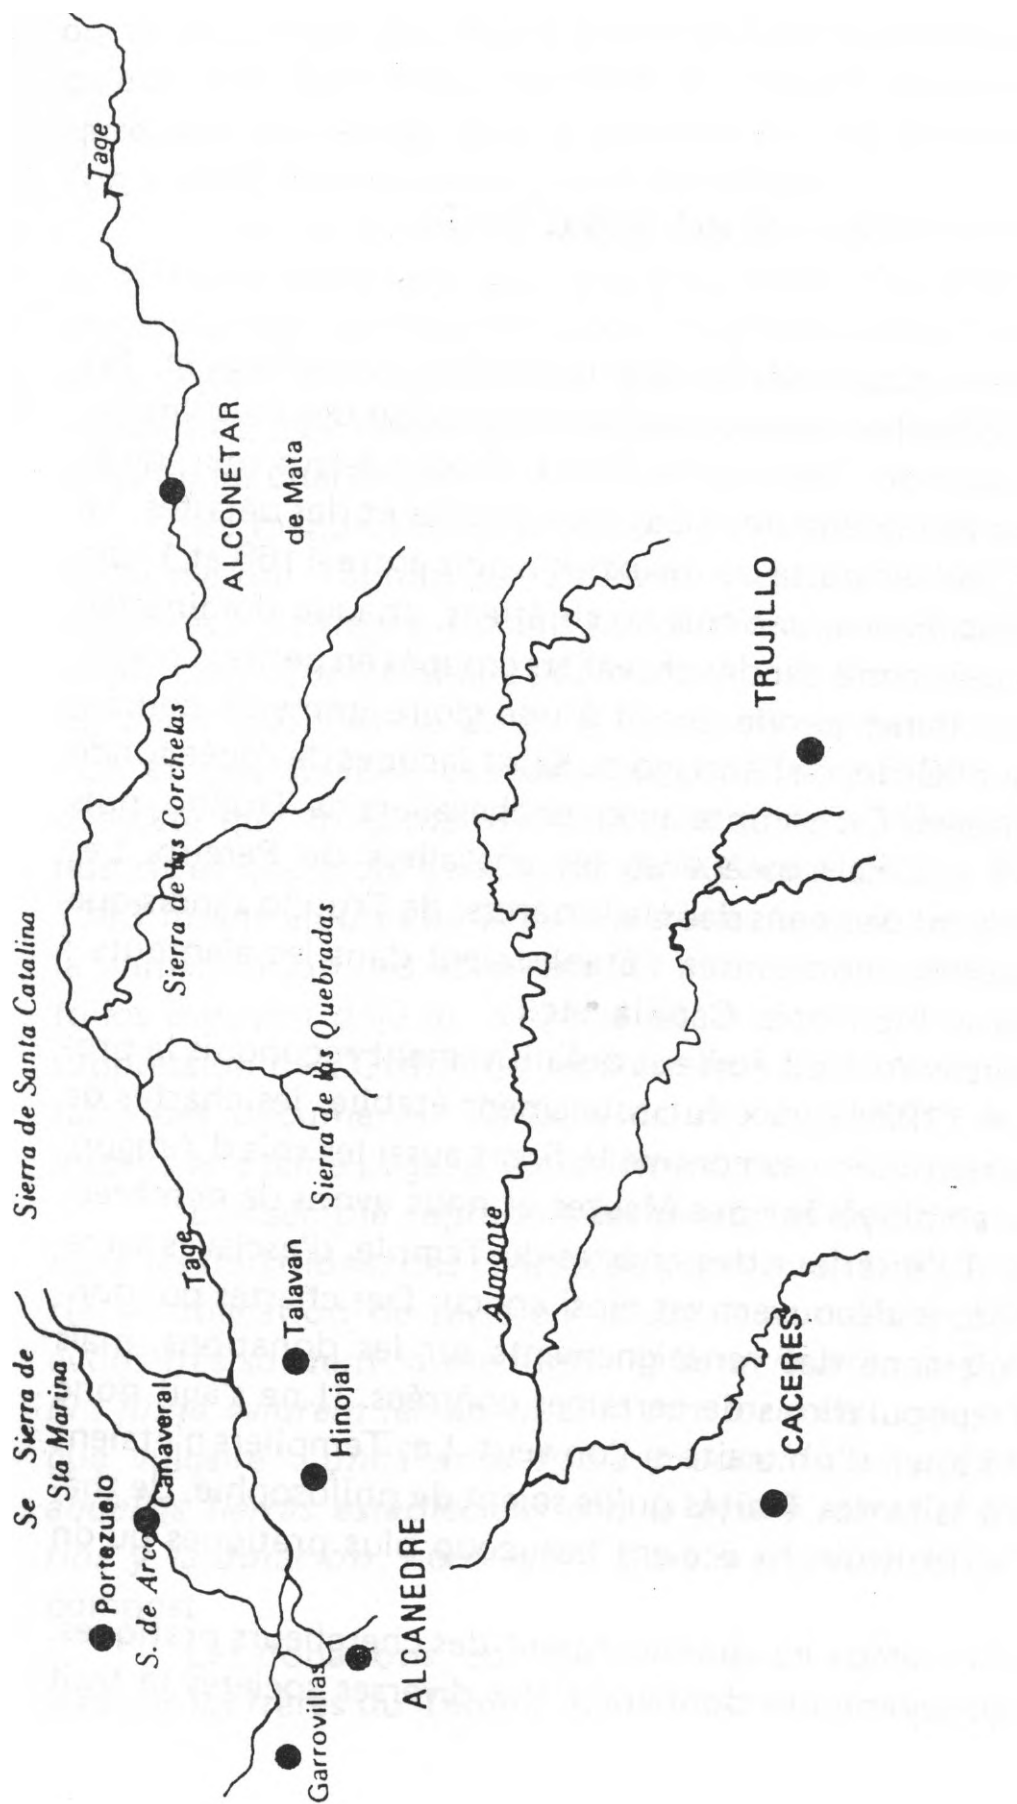 Tage
ALCONETAR
de Mata
Sierra de Santa Catalina
Sierra de las Corchelas
Sierra de las Quebradas
TRUJILLO
Se Sierra de
Sta Marina
Tage
Talavan
Almonte
Portezuelo
Canaveral
S. de Arco
Hinojal
CACERES
Garrovillas
ALCANEDRE